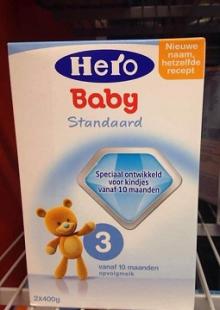 Nieuwe
naam,
hetzelfde
recept
Hero
Baby
Standaard
Speciaal ontwikkeld
voor kindjes
vanaf 10 maanden
3
vanaf 10 maanden
opvolgmelk
2x400g